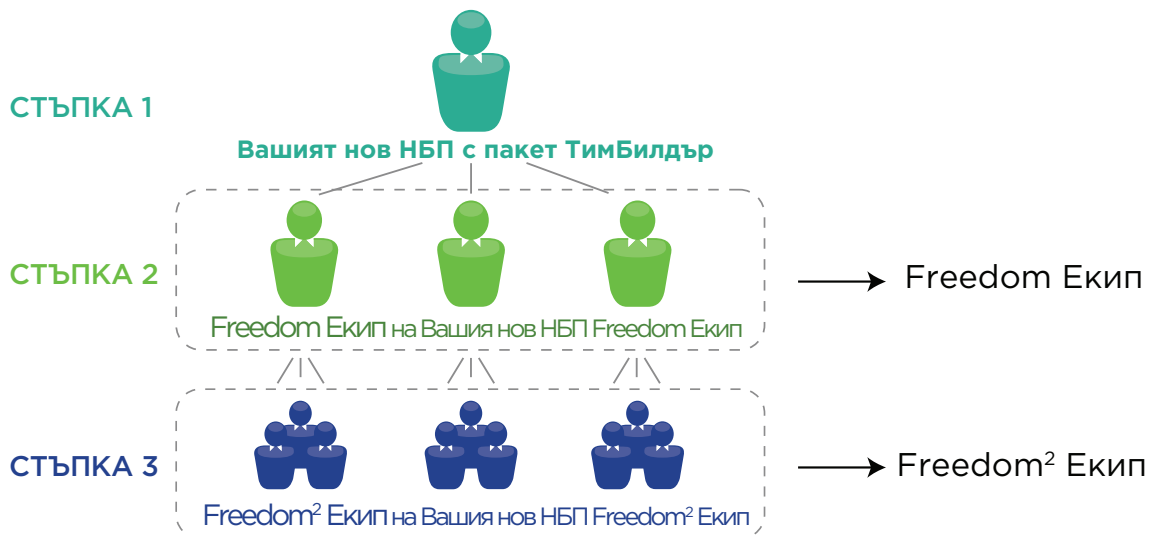 СТЪПКА 1
Вашият нов НБП с пакет ТимБилдър
СТЪПКА 2
Freedom Екип
Freedom Екип на Вашия нов НБП Freedom Екип
СТЪПКА 3
Freedom² Екип
Freedom² Екип на Вашия нов НБП Freedom² Екип